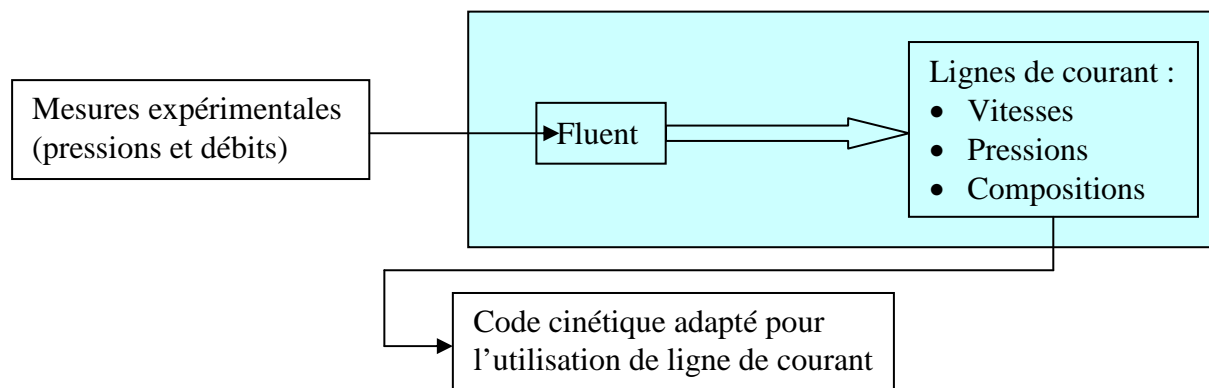 Mesures expérimentales
(pressions et débits)
Fluent
Lignes de courant :
• Vitesses
• Pressions
• Compositions
Code cinétique adapté pour
l’utilisation de ligne de courant